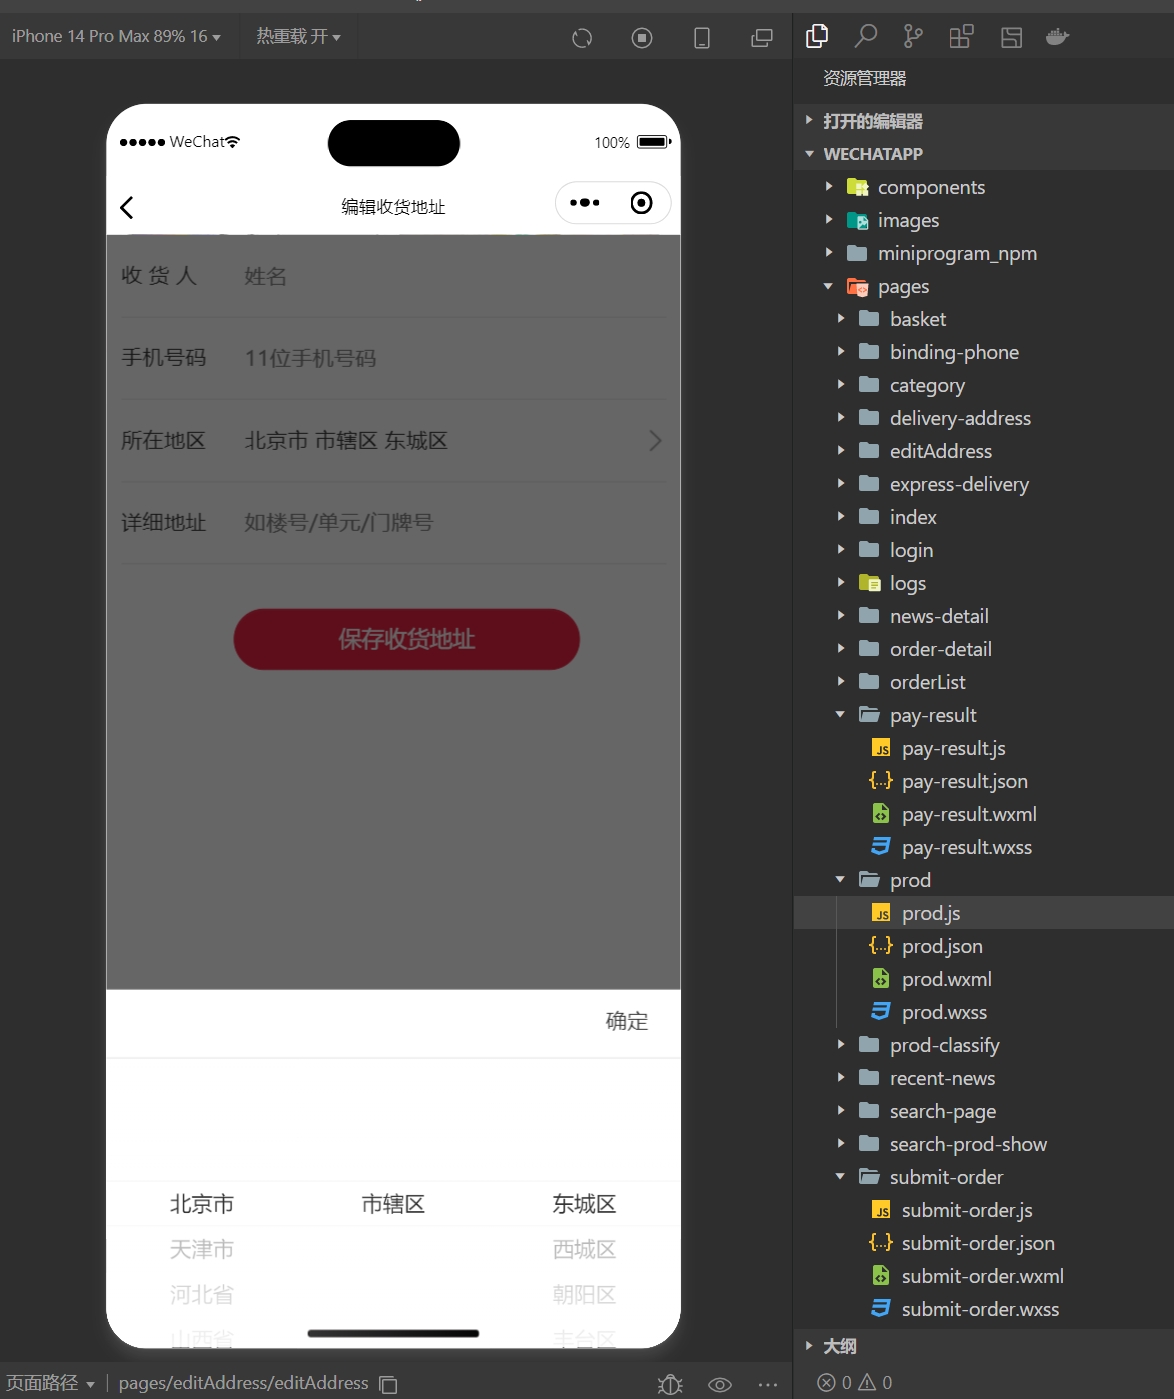 iPhone 14 Pro Max 89% 16
热重载 开
WeChat
100%
编辑收货地址
收 货 人 姓名
手机号码 11位手机号码
所在地区 北京市 市辖区 东城区
详细地址 如楼号/单元/门牌号
保存收货地址
确定
北京市 市辖区 东城区
天津市 西城区
河北省 朝阳区
山西省 丰台区
页面路径 pages/editAddress/editAddress
资源管理器
打开的编辑器
WECHATAPP
components
images
miniprogram_npm
pages
basket
binding-phone
category
delivery-address
editAddress
express-delivery
index
login
logs
news-detail
order-detail
orderList
pay-result
pay-result.js
pay-result.json
pay-result.wxml
pay-result.wxss
prod
prod.js
prod.json
prod.wxml
prod.wxss
prod-classify
recent-news
search-page
search-prod-show
submit-order
submit-order.js
submit-order.json
submit-order.wxml
submit-order.wxss
大纲
0 0